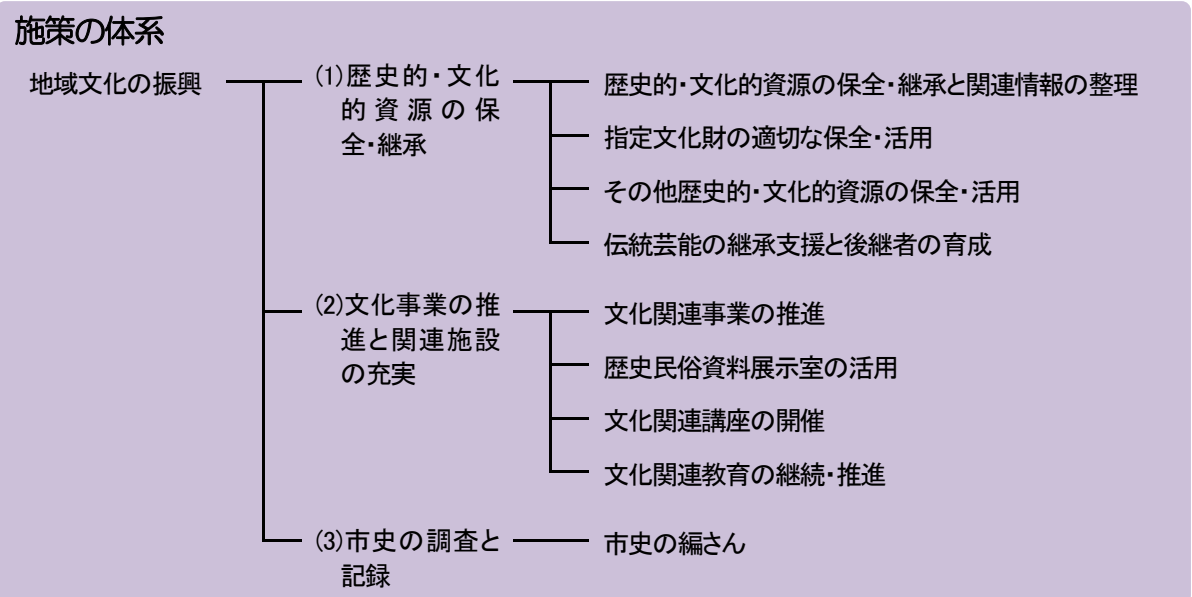 施策の体系
地域文化の振興
⑴歴史的・文化
的資源の保
全・継承
歴史的・文化的資源の保全・継承と関連情報の整理
指定文化財の適切な保全・活用
その他歴史的・文化的資源の保全・活用
伝統芸能の継承支援と後継者の育成
⑵文化事業の推
進と関連施設
の充実
文化関連事業の推進
歴史民俗資料展示室の活用
文化関連講座の開催
文化関連教育の継続・推進
⑶市史の調査と
記録
市史の編さん